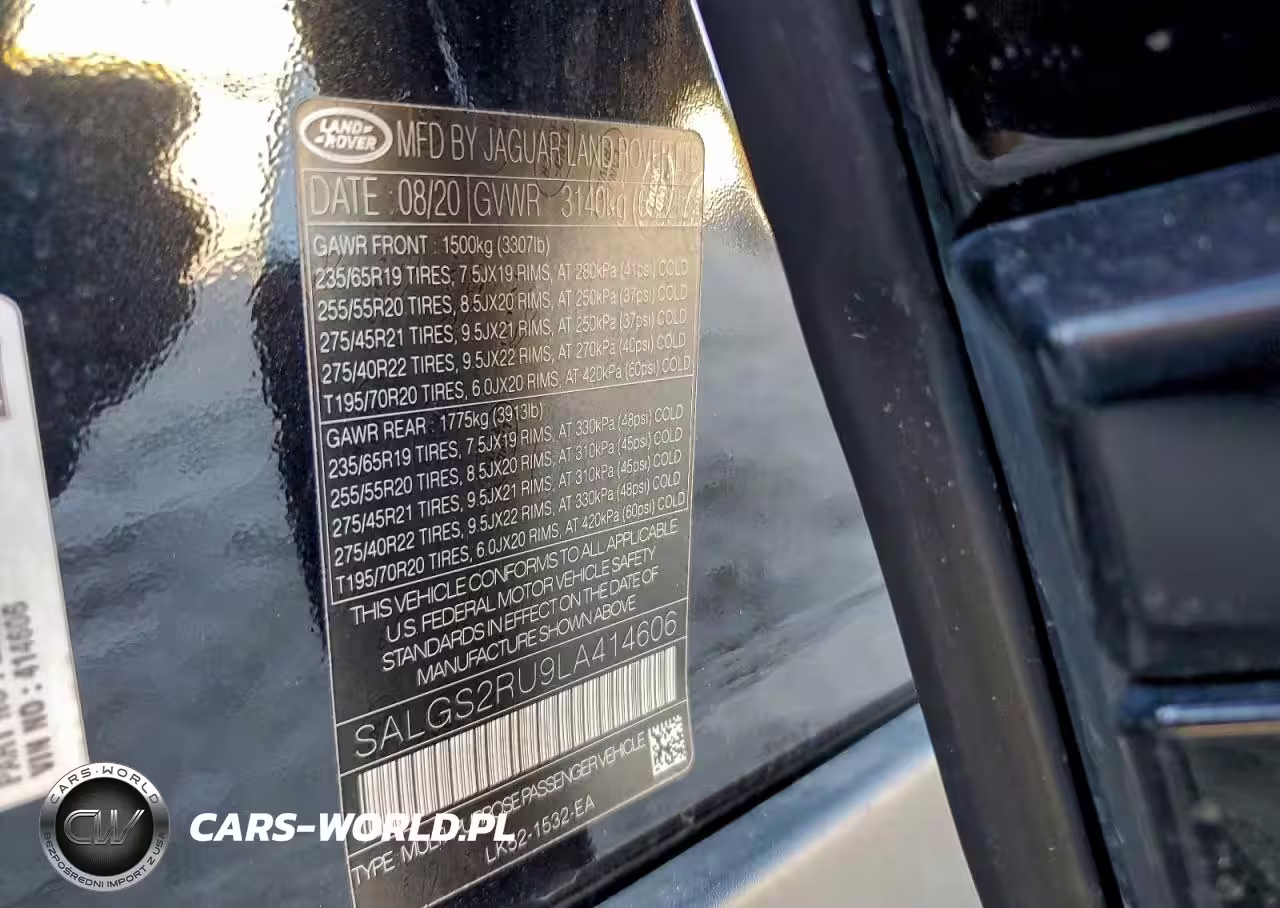 LAND-
-ROVER
MFD BY JAGUAR LAND ROVER
DATE : 08/20 GVWR 3140kg
GAWR FRONT : 1500kg (3307lb)
235/65R19 TIRES, 7.5JX19 RIMS, AT 280kPa (41psi) COLD
255/55R20 TIRES, 8.5JX20 RIMS, AT 250kPa (37psi) COLD
275/45R21 TIRES, 9.5JX21 RIMS, AT 250kPa (37psi) COLD
275/40R22 TIRES, 9.5JX22 RIMS, AT 270kPa (40psi) COLD
T195/70R20 TIRES, 6.0JX20 RIMS, AT 420kPa (60psi) COLD
GAWR REAR : 1775kg (3913lb)
235/65R19 TIRES, 7.5JX19 RIMS, AT 330kPa (48psi) COLD
255/55R20 TIRES, 8.5JX20 RIMS, AT 310kPa (45psi) COLD
275/45R21 TIRES, 9.5JX21 RIMS, AT 310kPa (45psi) COLD
275/40R22 TIRES, 9.5JX22 RIMS, AT 330kPa (48psi) COLD
T195/70R20 TIRES, 6.0JX20 RIMS, AT 420kPa (60psi) COLD
THIS VEHICLE CONFORMS TO ALL APPLICABLE
U.S. FEDERAL MOTOR VEHICLE SAFETY
STANDARDS IN EFFECT ON THE DATE OF
MANUFACTURE SHOWN ABOVE
SALGS2RU9LA414606
TYPE MULTIPURPOSE PASSENGER VEHICLE
LK52-1532-EA
PART NO
VIN NO : 414606
CARS-WORLD
CW
BEZPOŚREDNI IMPORT Z USA
CARS-WORLD.PL